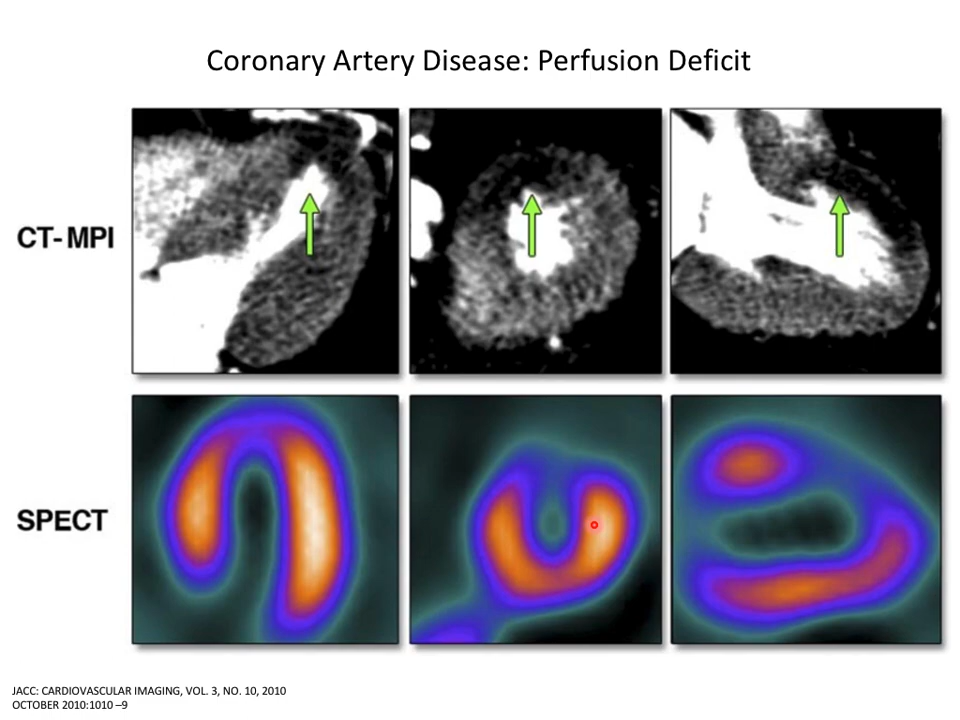 Coronary Artery Disease: Perfusion Deficit
CT-MPI
SPECT
JACC: CARDIOVASCULAR IMAGING, VOL. 3, NO. 10, 2010
OCTOBER 2010:1010 –9